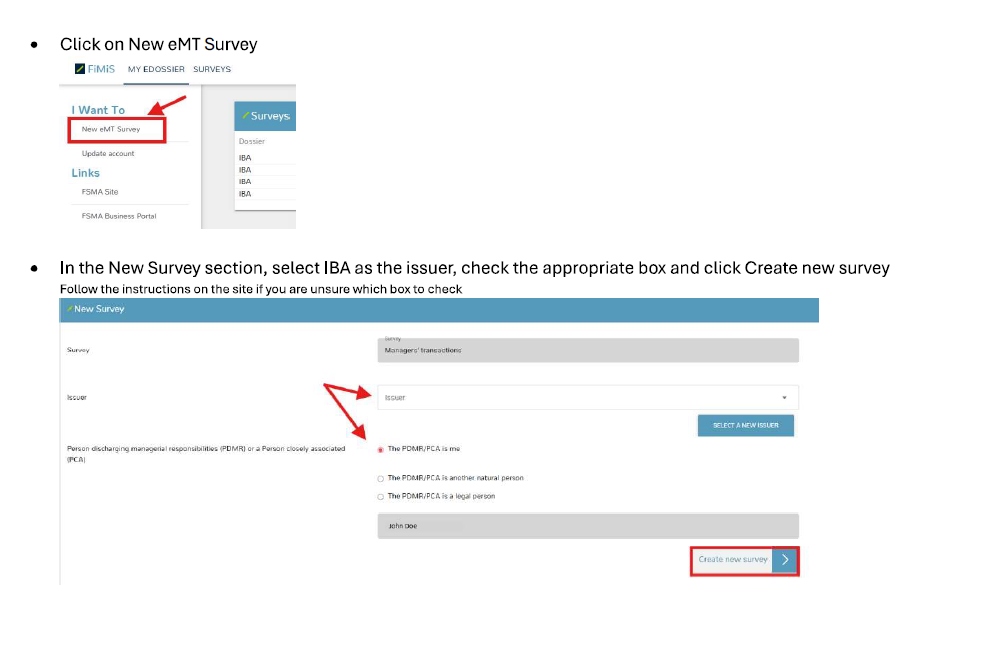 • Click on New eMT Survey
FiMiS MY EDOSSIER SURVEYS
I Want To
New eMT Survey
Update account
Links
FSMA Site
FSMA Business Portal
Surveys
Dossier
IBA
IBA
IBA
IBA
• In the New Survey section, select IBA as the issuer, check the appropriate box and click Create new survey
Follow the instructions on the site if you are unsure which box to check
New Survey
Survey
Survey
Managers' transactions
Issuer
Issuer
SELECT A NEW ISSUER
Person discharging managerial responsibilities (PDMR) or a Person closely associated
(PCA)
The PDMR/PCA is me
The PDMR/PCA is another natural person
The PDMR/PCA is a legal person
John Doe
Create new survey